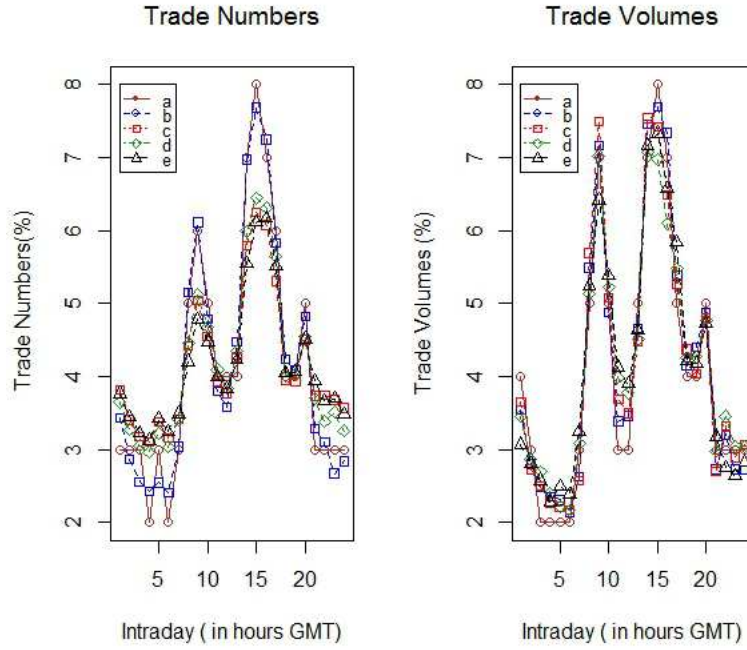 Trade Numbers
Trade Volumes
8
7
6
5
4
3
2
a
b
c
d
e
Trade Numbers(%)
5
10
15
20
Intraday ( in hours GMT)
8
7
6
5
4
3
2
a
b
c
d
e
Trade Volumes (%)
5
10
15
20
Intraday ( in hours GMT)